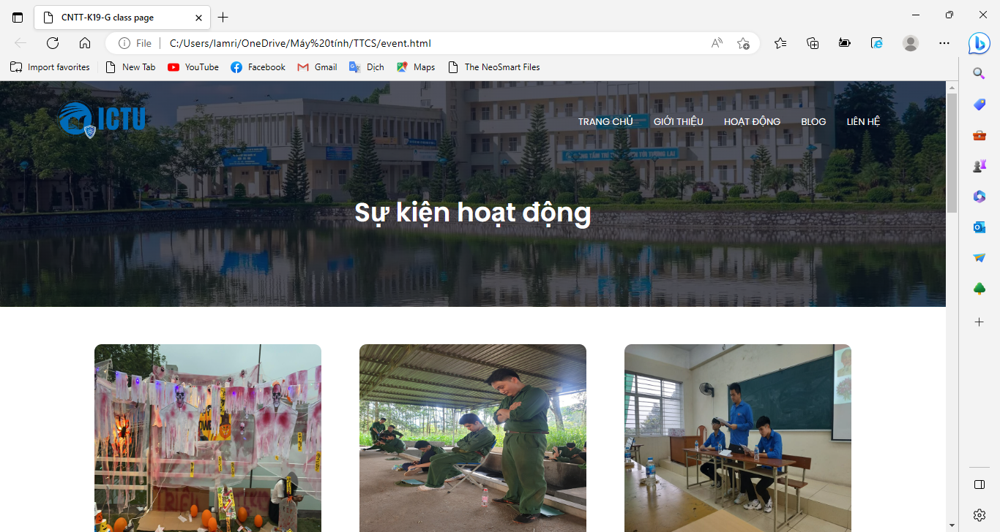 CNTT-K19-G class page
File
C:/Users/lamri/OneDrive/Máy%20tính/TTCS/event.html
Import favorites
New Tab
YouTube
Facebook
Gmail
Dịch
Maps
The NeoSmart Files
ICTU
TRANG CHỦ
GIỚI THIỆU
HOẠT ĐỘNG
BLOG
LIÊN HỆ
Sự kiện hoạt động